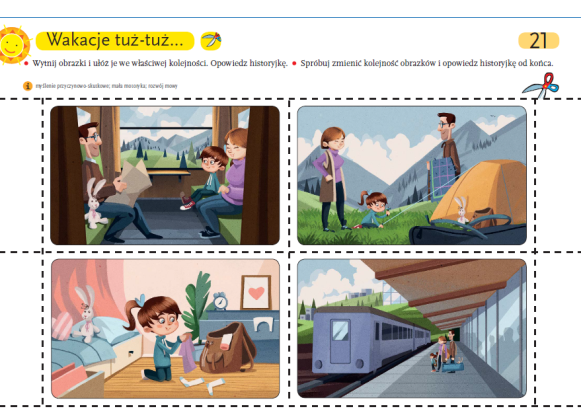 Wakacje tuż-tuż...
21
• Wytnij obrazki i ułóż je we właściwej kolejności. Opowiedz historyjkę. • Spróbuj zmienić kolejność obrazków i opowiedz historyjkę od końca.
myślenie przyczynowo-skutkowe; mała motoryka; rozwój mowy